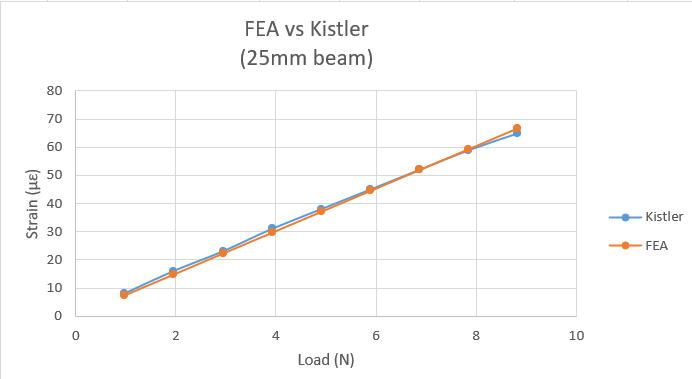 FEA vs Kistler
(25mm beam)
80
70
60
50
40
30
20
10
0
Strain (µε)
0 2 4 6 8 10
Load (N)
Kistler
FEA